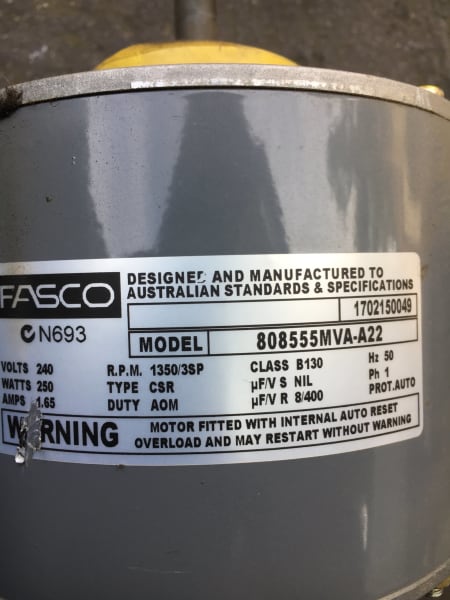 FASCO
N693
DESIGNED AND MANUFACTURED TO
AUSTRALIAN STANDARDS & SPECIFICATIONS
1702150049
MODEL 808555MVA-A22
VOLTS 240 R.P.M. 1350/3SP CLASS B130 Hz 50
WATTS 250 TYPE CSR µF/V S NIL Ph 1
AMPS 1.65 DUTY AOM µF/V R 8/400 PROT.AUTO
WARNING MOTOR FITTED WITH INTERNAL AUTO RESET
OVERLOAD AND MAY RESTART WITHOUT WARNING